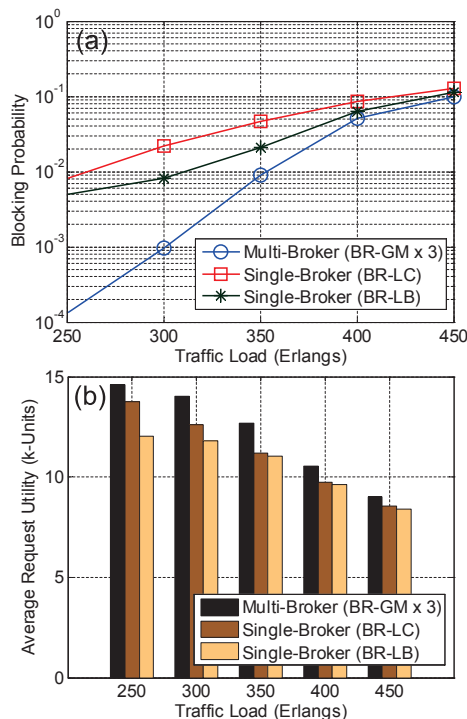 (a)
Blocking Probability
10^0
10^-1
10^-2
10^-3
10^-4
Multi-Broker (BR-GM x 3)
Single-Broker (BR-LC)
Single-Broker (BR-LB)
250 300 350 400 450
Traffic Load (Erlangs)
(b)
Average Request Utility (k-Units)
15
10
5
0
Multi-Broker (BR-GM x 3)
Single-Broker (BR-LC)
Single-Broker (BR-LB)
250 300 350 400 450
Traffic Load (Erlangs)